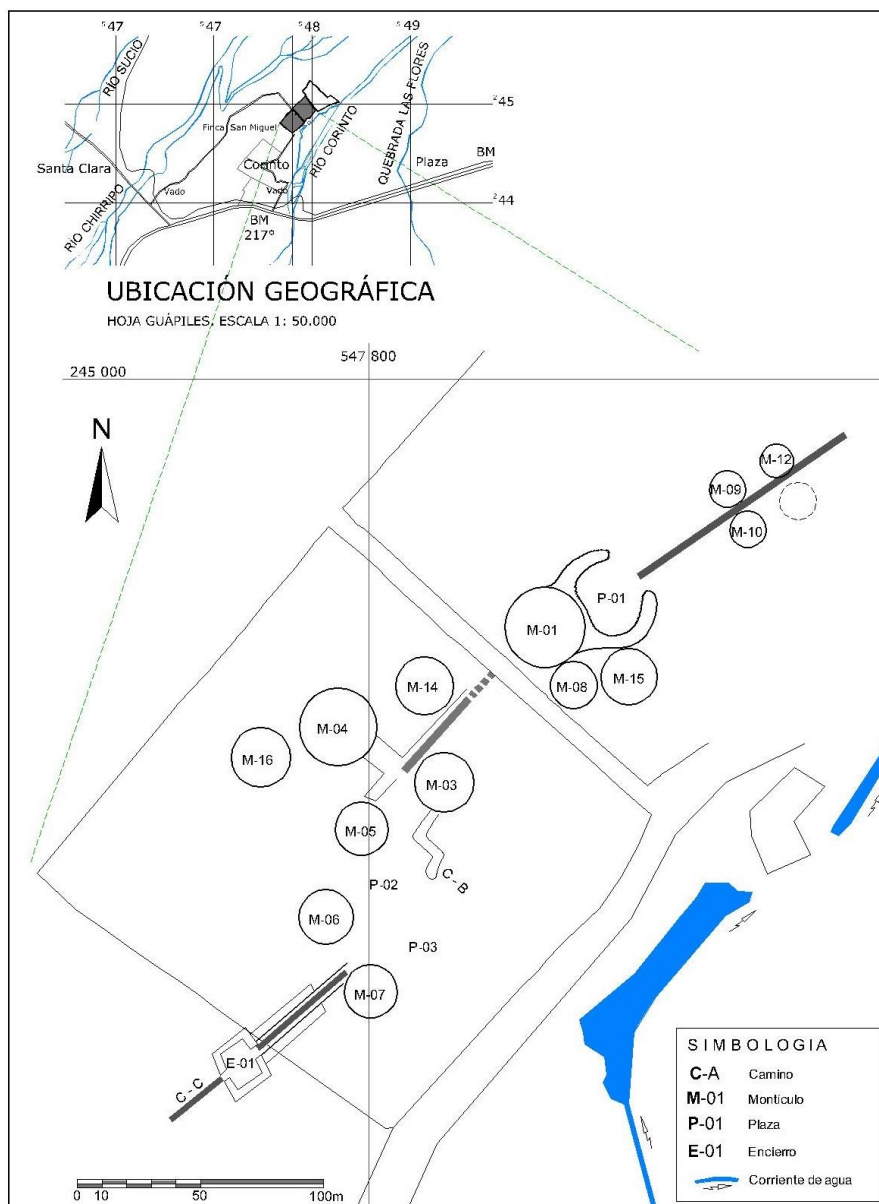 ⁵47
⁵47
⁵48
⁵49
RÍO SUCIO
QUEBRADA LAS FLORES
²45
Finca San Miguel
RÍO CORINTO
Santa Clara
Corinto
Plaza
BM
Vado
Vado
²44
RÍO CHIRRIPO
BM
217°
UBICACIÓN GEOGRÁFICA
HOJA GUÁPILES. ESCALA 1: 50.000
547 800
245 000
N
M-12
M-09
M-10
P-01
M-01
M-08
M-15
M-14
M-04
M-16
M-03
M-05
C-B
P-02
M-06
P-03
M-07
E-01
C-C
SIMBOLOGIA
C-A Camino
M-01 Montículo
P-01 Plaza
E-01 Encierro
Corriente de agua
0 10 50 100m